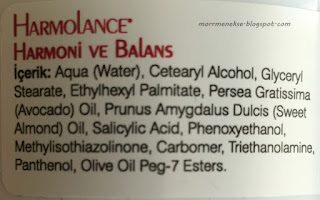 HARMOLANCE®
morrmenekse.blogspot.com
HARMONI VE BALANS
İçerik: Aqua (Water), Cetearyl Alcohol, Glyceryl
Stearate, Ethylhexyl Palmitate, Persea Gratissima
(Avocado) Oil, Prunus Amygdalus Dulcis (Sweet
Almond) Oil, Salicylic Acid, Phenoxyethanol,
Methylisothiazolinone, Carbomer, Triethanolamine,
Panthenol, Olive Oil Peg-7 Esters.